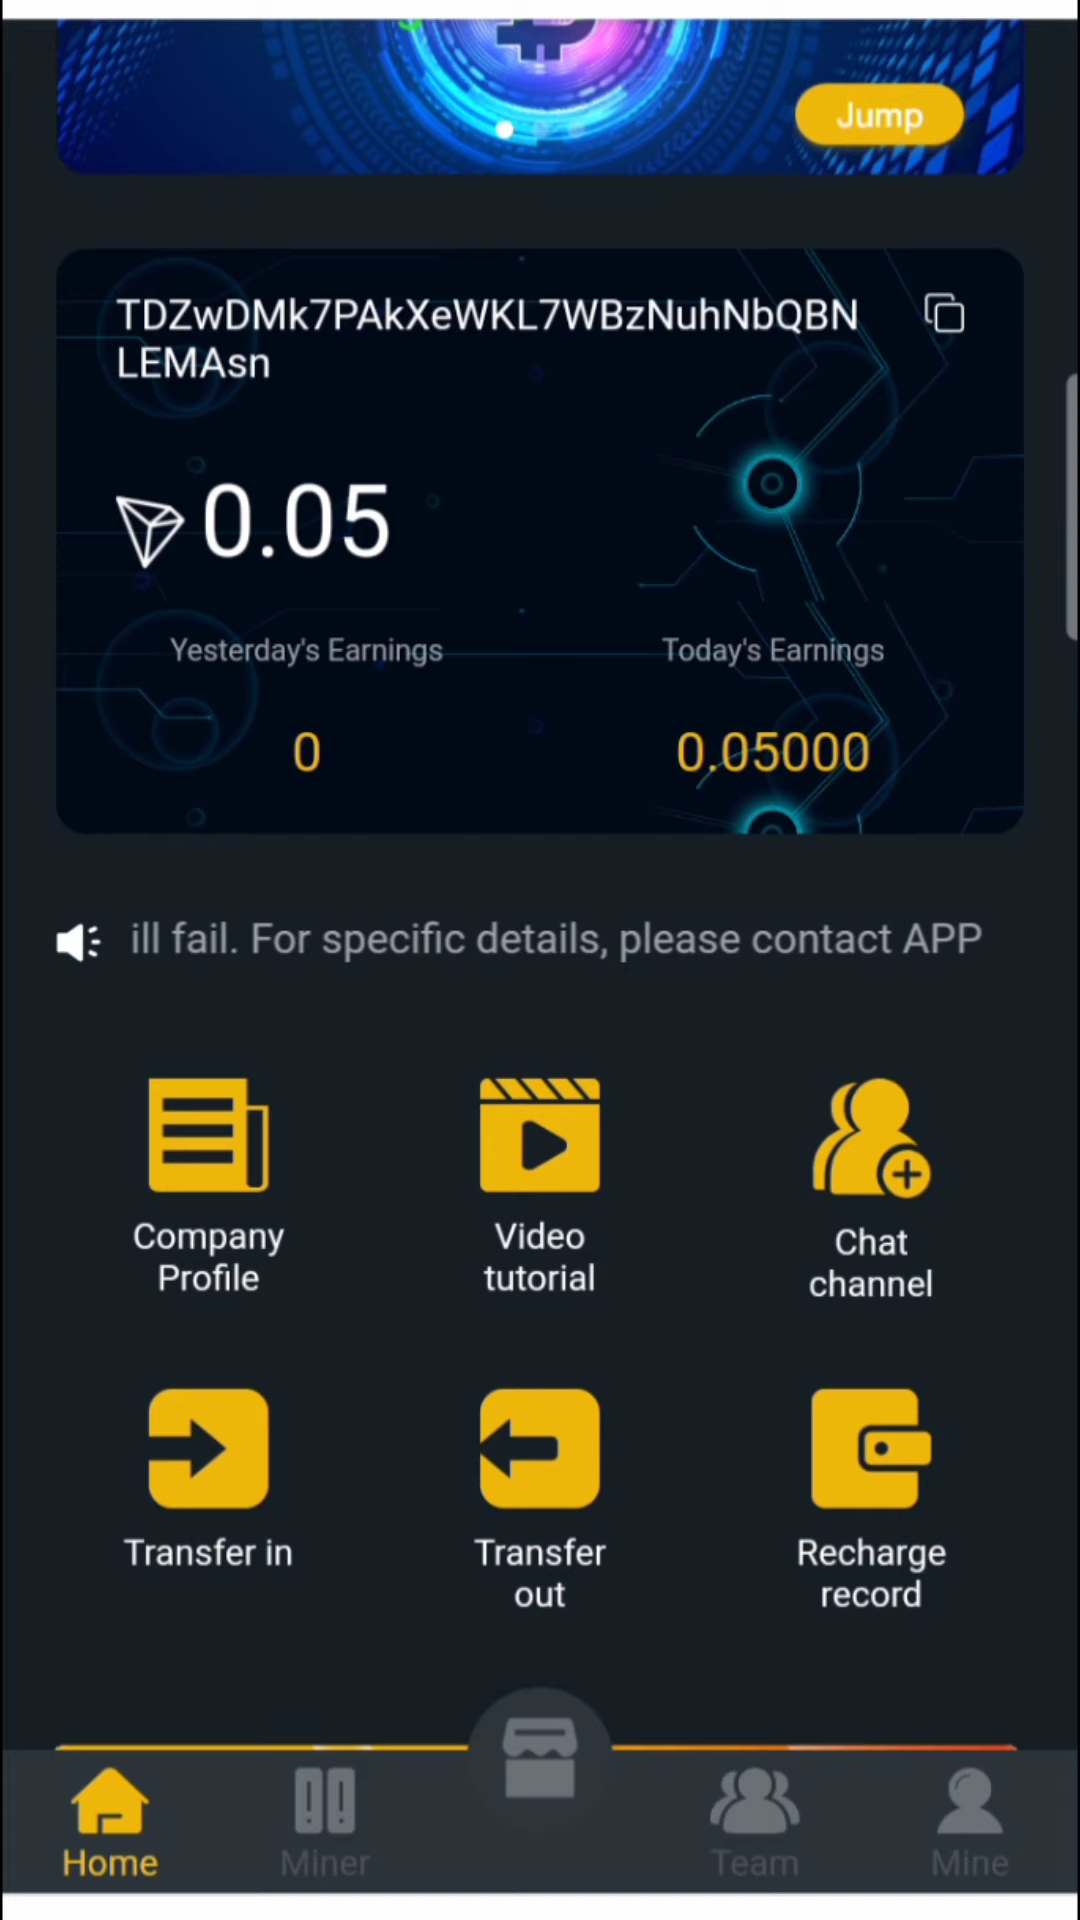 Jump
TDZwDMk7PAkXeWKL7WBzNuhNbQBN
LEMAsn
0.05
Yesterday's Earnings
Today's Earnings
0
0.05000
ill fail. For specific details, please contact APP
Company
Profile
Video
tutorial
Chat
channel
Transfer in
Transfer
out
Recharge
record
Home
Miner
Team
Mine